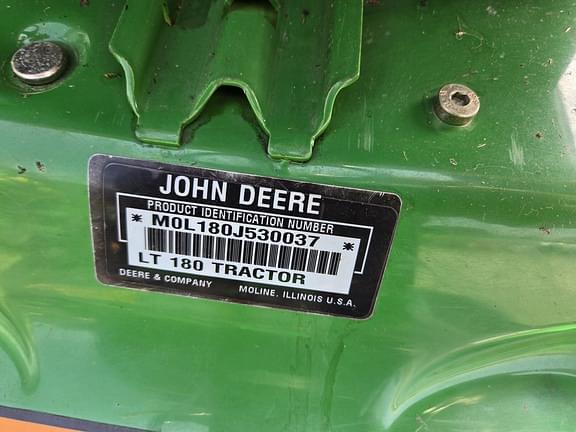 JOHN DEERE
PRODUCT IDENTIFICATION NUMBER
* M0L180J530037 *
LT 180 TRACTOR
DEERE & COMPANY MOLINE, ILLINOIS U.S.A.